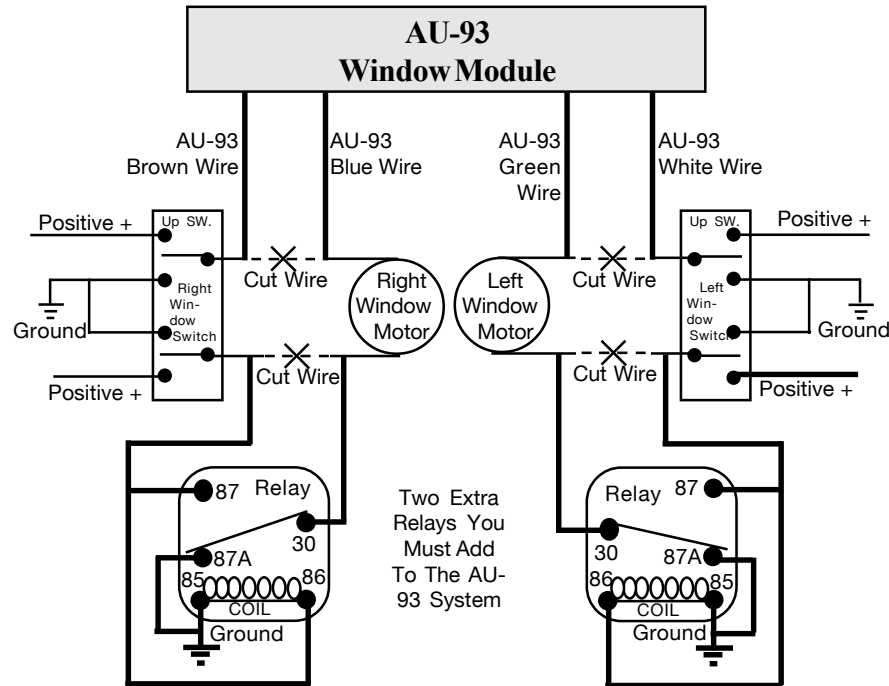 AU-93
Window Module
AU-93
Brown Wire
AU-93
Blue Wire
AU-93
Green
Wire
AU-93
White Wire
Positive +
Up SW.
Up SW.
Positive +
Cut Wire
Cut Wire
Right
Win-
dow
Switch
Right
Window
Motor
Left
Window
Motor
Left
Win-
dow
Switch
Ground
Ground
Positive +
Cut Wire
Cut Wire
Positive +
87
Relay
30
87A
85
86
COIL
Ground
Two Extra
Relays You
Must Add
To The AU-
93 System
Relay
87
30
87A
86
85
COIL
Ground